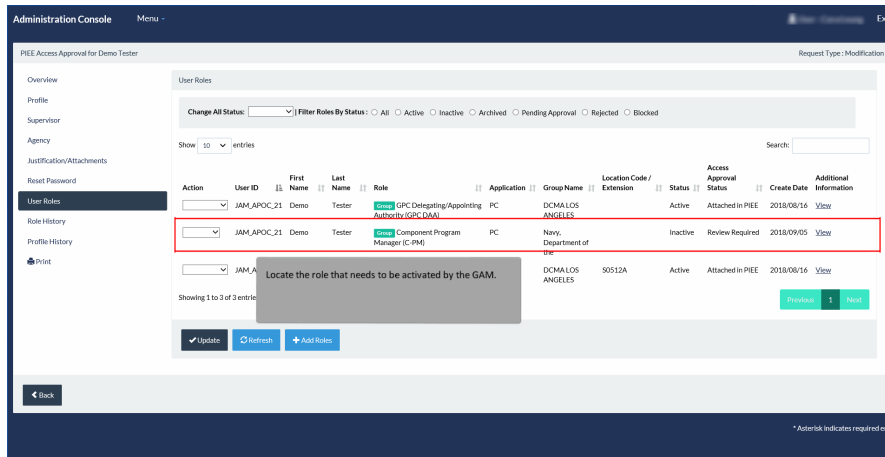 Administration Console Menu
Ex
PIEE Access Approval for Demo Tester
Request Type : Modification
Overview
Profile
Supervisor
Agency
Justification/Attachments
Reset Password
User Roles
Role History
Profile History
Print
User Roles
Change All Status: | Filter Roles By Status : All Active Inactive Archived Pending Approval Rejected Blocked
Show 10 entries
Search:
Action User ID First Name Last Name Role Application Group Name Location Code / Extension Status Access Approval Status Create Date Additional Information
JAM_APOC_21 Demo Tester Group GPC Delegating/Appointing Authority (GPC DAA) PC DCMA LOS ANGELES Active Attached in PIEE 2018/08/16 View
JAM_APOC_21 Demo Tester Group Component Program Manager (C-PM) PC Navy, Department of the Inactive Review Required 2018/09/05 View
JAM_A DCMA LOS ANGELES S0512A Active Attached in PIEE 2018/08/16 View
Locate the role that needs to be activated by the GAM.
Showing 1 to 3 of 3 entrie
Previous 1 Next
Update Refresh + Add Roles
Back
* Asterisk indicates required e